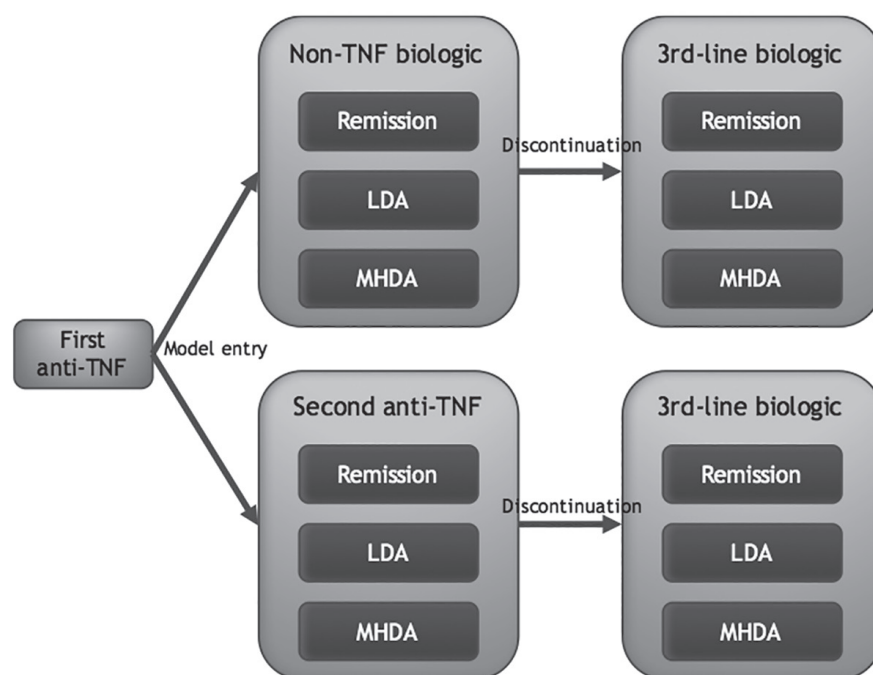 First
anti-TNF
Model entry
Non-TNF biologic
Remission
LDA
MHDA
Discontinuation
3rd-line biologic
Remission
LDA
MHDA
Second anti-TNF
Remission
LDA
MHDA
Discontinuation
3rd-line biologic
Remission
LDA
MHDA